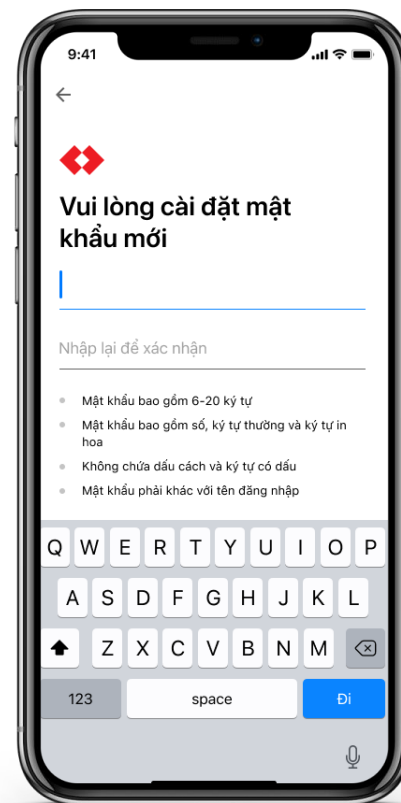 9:41
Vui lòng cài đặt mật
khẩu mới
Nhập lại để xác nhận
Mật khẩu bao gồm 6-20 ký tự
Mật khẩu bao gồm số, ký tự thường và ký tự in
hoa
Không chứa dấu cách và ký tự có dấu
Mật khẩu phải khác với tên đăng nhập
Q W E R T Y U I O P
A S D F G H J K L
Z X C V B N M
123 space Đi